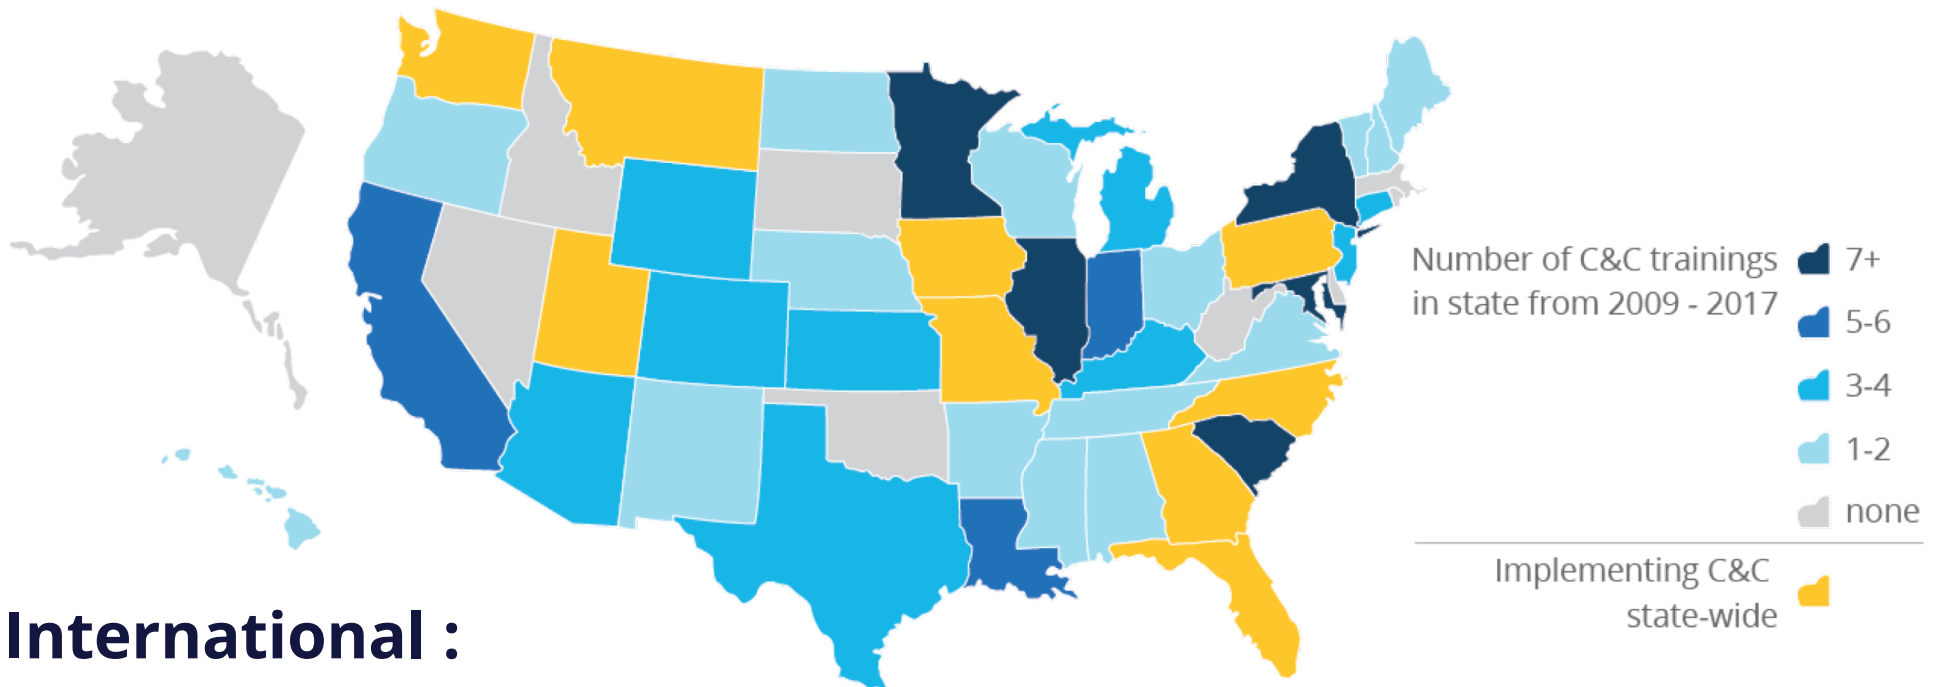 Number of C&C trainings
in state from 2009 - 2017
7+
5-6
3-4
1-2
none
Implementing C&C
state-wide
International :